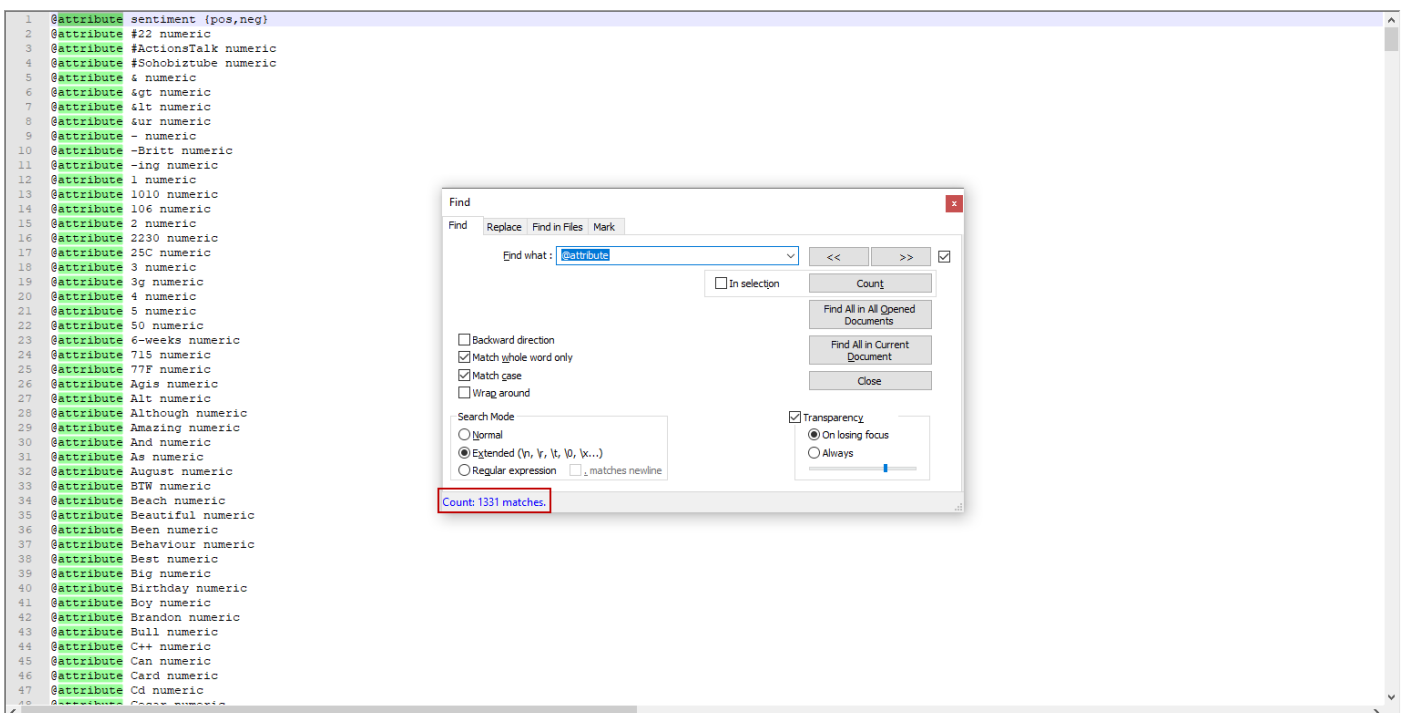 1 @attribute sentiment {pos,neg}
2 @attribute #22 numeric
3 @attribute #ActionsTalk numeric
4 @attribute #Sohobiztube numeric
5 @attribute & numeric
6 @attribute &gt numeric
7 @attribute &lt numeric
8 @attribute &ur numeric
9 @attribute - numeric
10 @attribute -Britt numeric
11 @attribute -ing numeric
12 @attribute 1 numeric
13 @attribute 1010 numeric
14 @attribute 106 numeric
15 @attribute 2 numeric
16 @attribute 2230 numeric
17 @attribute 25C numeric
18 @attribute 3 numeric
19 @attribute 3g numeric
20 @attribute 4 numeric
21 @attribute 5 numeric
22 @attribute 50 numeric
23 @attribute 6-weeks numeric
24 @attribute 715 numeric
25 @attribute 77F numeric
26 @attribute Agis numeric
27 @attribute Alt numeric
28 @attribute Although numeric
29 @attribute Amazing numeric
30 @attribute And numeric
31 @attribute As numeric
32 @attribute August numeric
33 @attribute BTW numeric
34 @attribute Beach numeric
35 @attribute Beautiful numeric
36 @attribute Been numeric
37 @attribute Behaviour numeric
38 @attribute Best numeric
39 @attribute Big numeric
40 @attribute Birthday numeric
41 @attribute Boy numeric
42 @attribute Brandon numeric
43 @attribute Bull numeric
44 @attribute C++ numeric
45 @attribute Can numeric
46 @attribute Card numeric
47 @attribute Cd numeric
48 @attribute
Find
Find Replace Find in Files Mark
Find what : @attribute << >>
In selection Count
Find All in All Opened
Documents
Backward direction
Find All in Current
Document
Match whole word only
Match case
Close
Wrap around
Search Mode
Transparency
Normal
On losing focus
Extended (\n, \r, \t, \0, \x...)
Always
Regular expression . matches newline
Count: 1331 matches.